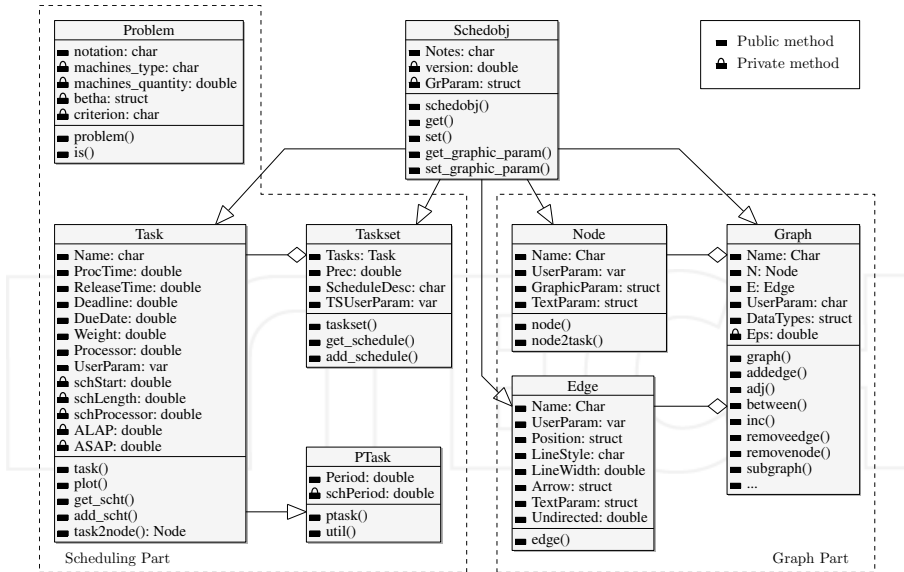 Problem
notation: char
machines_type: char
machines_quantity: double
betha: struct
criterion: char
problem()
is()
Schedobj
Notes: char
version: double
GrParam: struct
schedobj()
get()
set()
get_graphic_param()
set_graphic_param()
Public method
Private method
Task
Name: char
ProcTime: double
ReleaseTime: double
Deadline: double
DueDate: double
Weight: double
Processor: double
UserParam: var
schStart: double
schLength: double
schProcessor: double
ALAP: double
ASAP: double
task()
plot()
get_scht()
add_scht()
task2node(): Node
Taskset
Tasks: Task
Prec: double
ScheduleDesc: char
TSUserParam: var
taskset()
get_schedule()
add_schedule()
PTask
Period: double
schPeriod: double
ptask()
util()
Scheduling Part
Node
Name: Char
UserParam: var
GraphicParam: struct
TextParam: struct
node()
node2task()
Edge
Name: Char
UserParam: var
Position: struct
LineStyle: char
LineWidth: double
Arrow: struct
TextParam: struct
Undirected: double
edge()
Graph
Name: Char
N: Node
E: Edge
UserParam: char
DataTypes: struct
Eps: double
graph()
addedge()
adj()
between()
inc()
removeedge()
removenode()
subgraph()
...
Graph Part